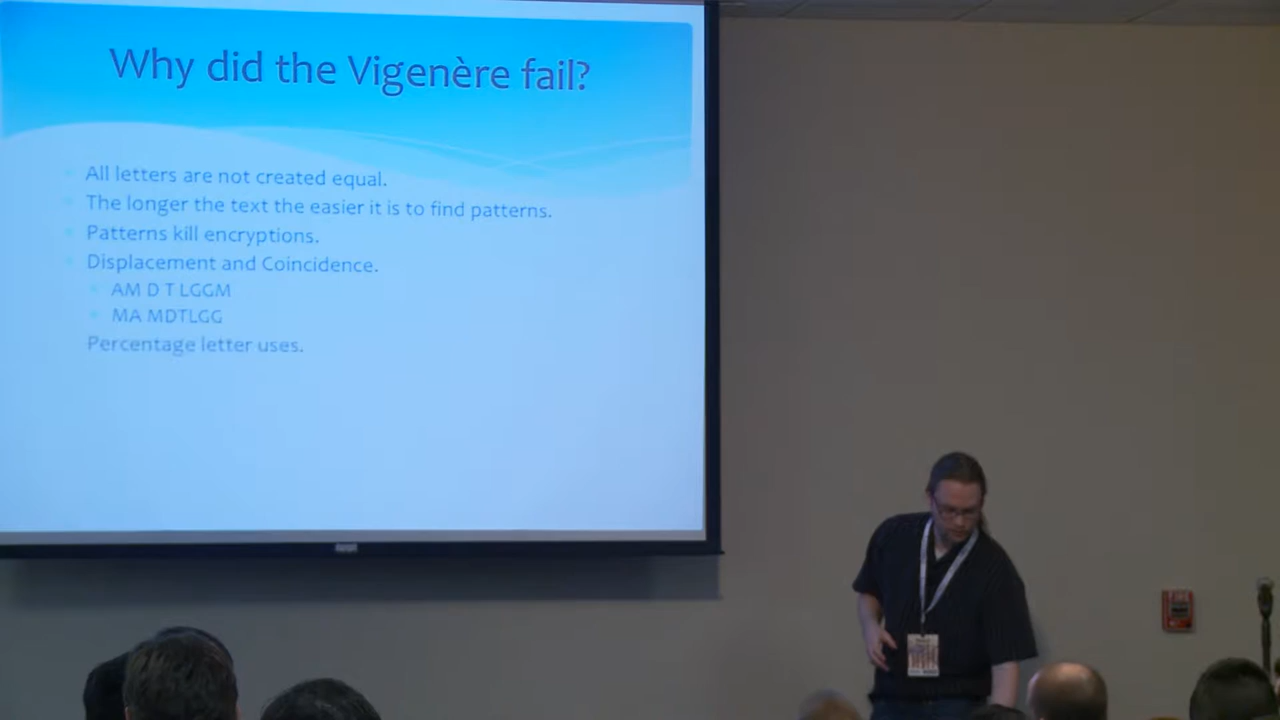 Why did the Vigenère fail?
All letters are not created equal.
The longer the text the easier it is to find patterns.
Patterns kill encryptions.
Displacement and Coincidence.
AM D T LGGM
MA MDTLGG
Percentage letter uses.